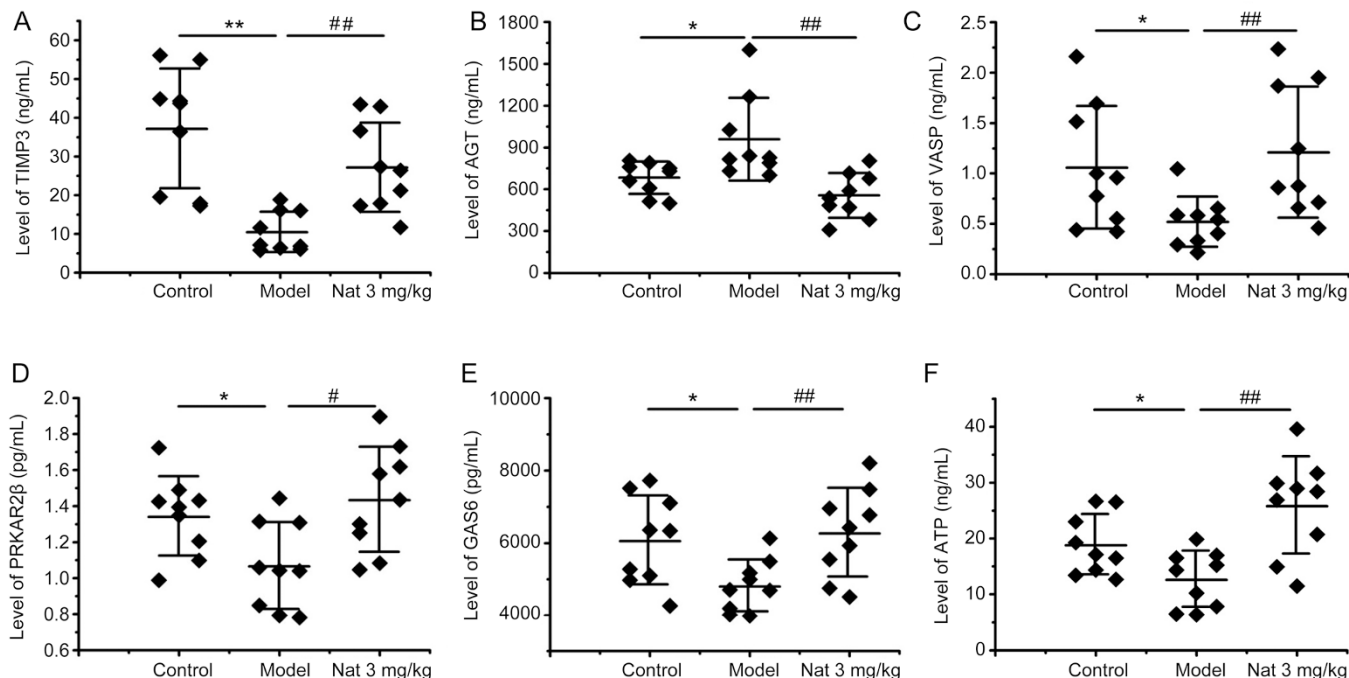 A
Level of TIMP3 (ng/mL)
65
60
50
40
30
20
10
0
**
##
Control
Model
Nat 3 mg/kg
B
Level of AGT (ng/mL)
1800
1500
1200
900
600
300
0
*
##
Control
Model
Nat 3 mg/kg
C
Level of VASP (ng/mL)
2.5
2.0
1.5
1.0
0.5
0.0
*
##
Control
Model
Nat 3 mg/kg
D
Level of PRKAR2β (pg/mL)
2.0
1.8
1.6
1.4
1.2
1.0
0.8
0.6
*
#
Control
Model
Nat 3 mg/kg
E
Level of GAS6 (pg/mL)
10000
8000
6000
4000
*
##
Control
Model
Nat 3 mg/kg
F
Level of ATP (ng/mL)
40
30
20
10
0
*
##
Control
Model
Nat 3 mg/kg